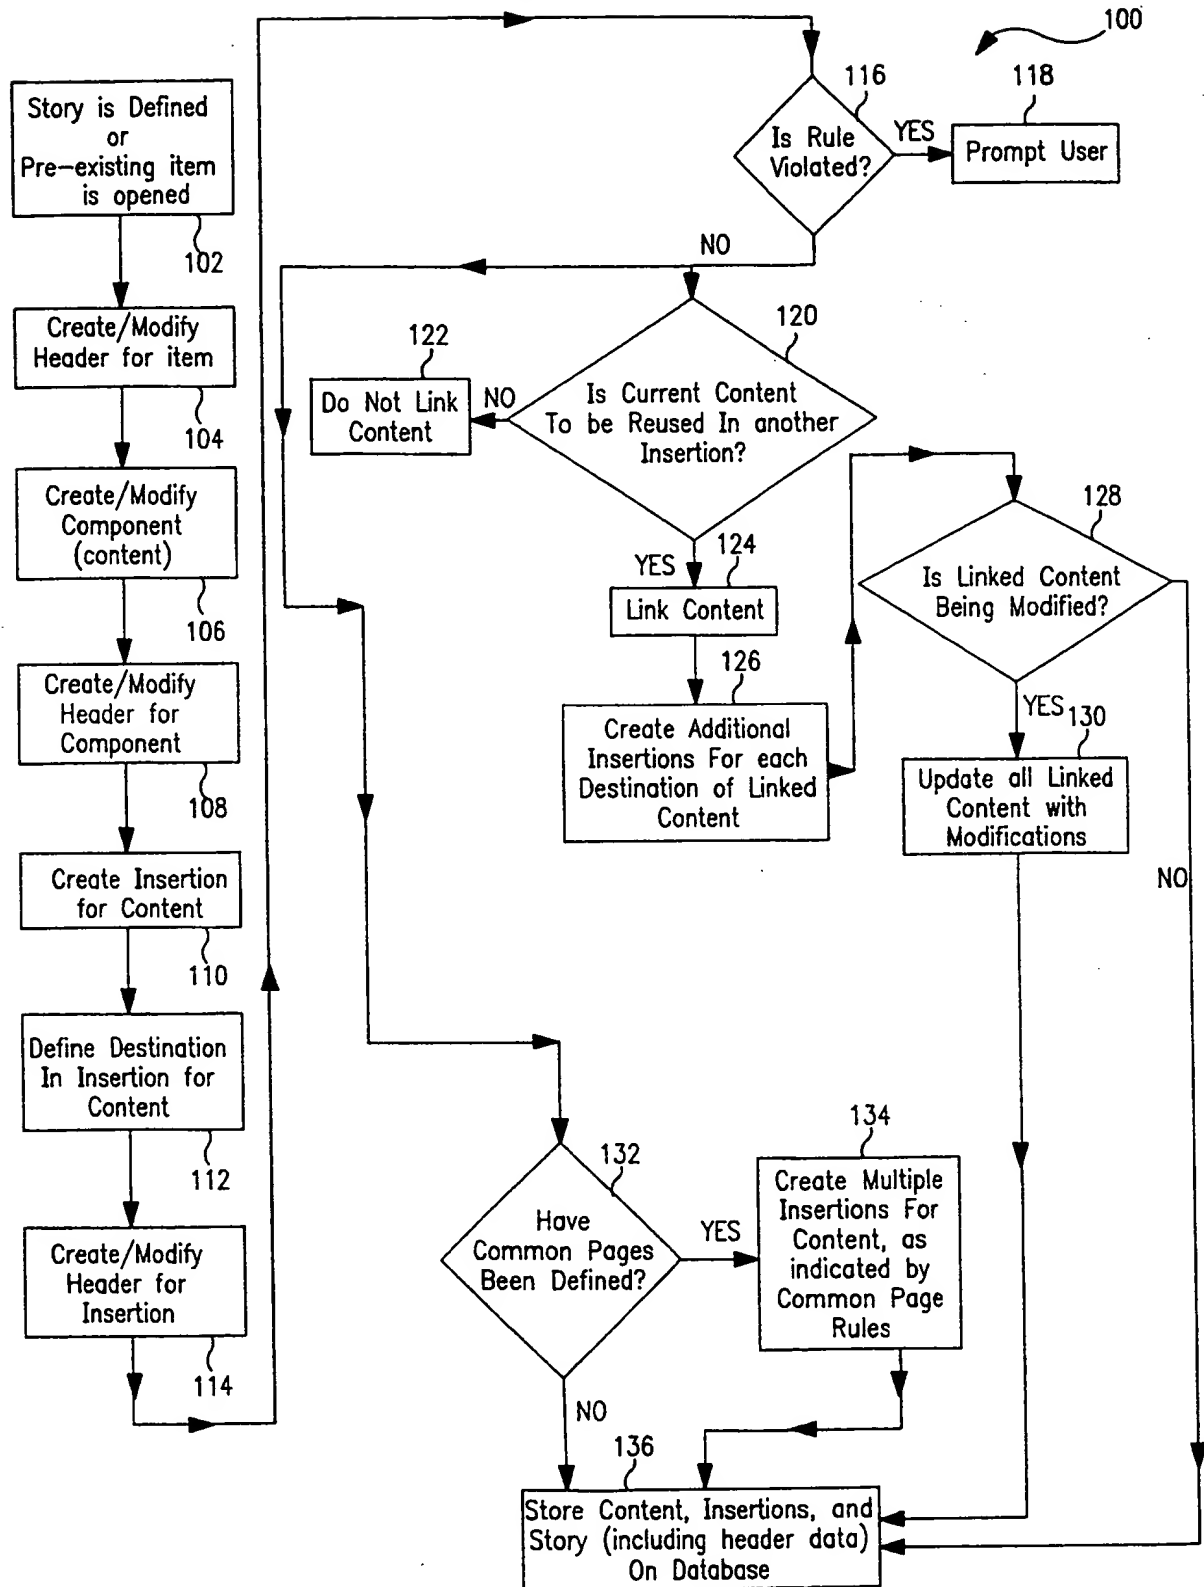 100
Story is Defined
or
Pre-existing item
is opened
102
Create/Modify
Header for item
104
Create/Modify
Component
(content)
106
Create/Modify
Header for
Component
108
Create Insertion
for Content
110
Define Destination
In Insertion for
Content
112
Create/Modify
Header for
Insertion
114
116
Is Rule
Violated?
YES
118
Prompt User
NO
120
Is Current Content
To be Reused In another
Insertion?
NO
122
Do Not Link
Content
YES
124
Link Content
126
Create Additional
Insertions For each
Destination of Linked
Content
128
Is Linked Content
Being Modified?
YES
130
Update all Linked
Content with
Modifications
NO
132
Have
Common Pages
Been Defined?
YES
134
Create Multiple
Insertions For
Content, as
indicated by
Common Page
Rules
NO
136
Store Content, Insertions, and
Story (including header data)
On Database